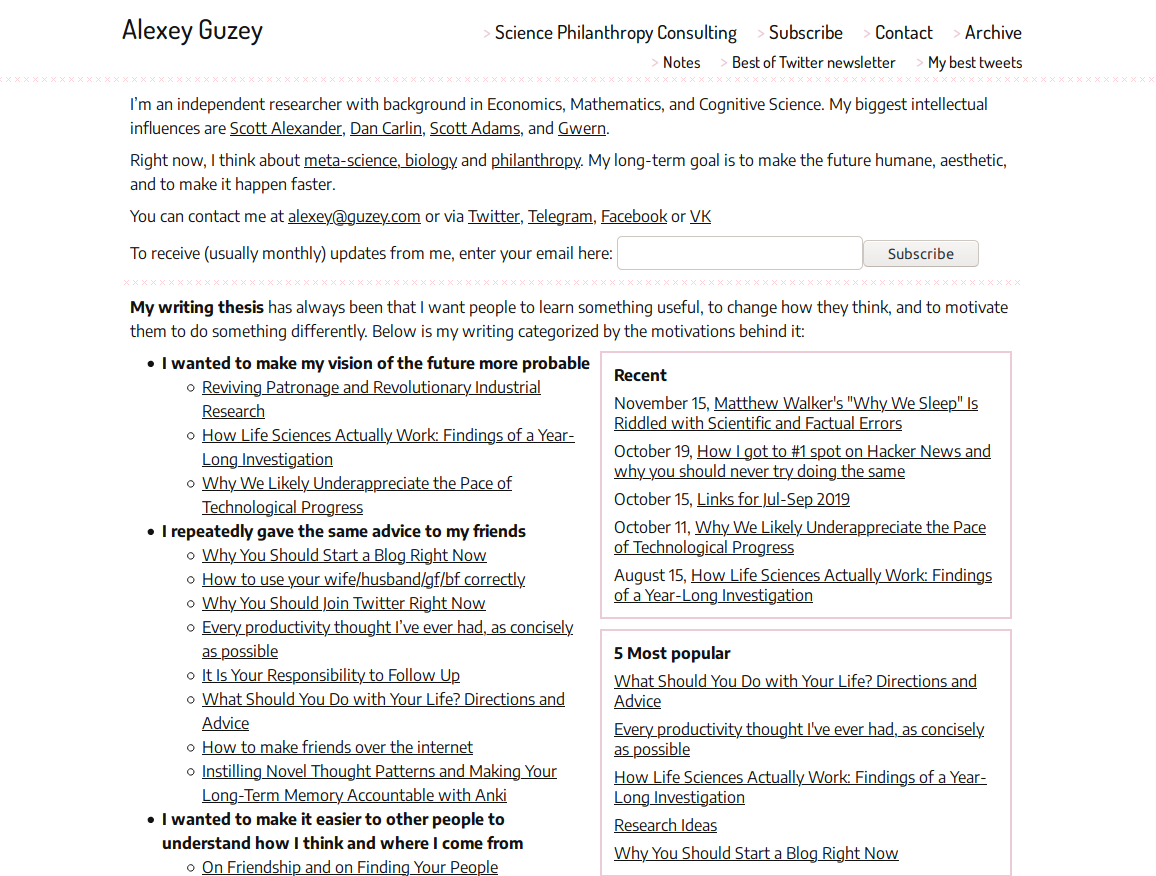 Alexey Guzey
> Science Philanthropy Consulting > Subscribe > Contact > Archive
> Notes > Best of Twitter newsletter > My best tweets
I'm an independent researcher with background in Economics, Mathematics, and Cognitive Science. My biggest intellectual
influences are Scott Alexander, Dan Carlin, Scott Adams, and Gwern.
Right now, I think about meta-science, biology and philanthropy. My long-term goal is to make the future humane, aesthetic,
and to make it happen faster.
You can contact me at alexey@guzey.com or via Twitter, Telegram, Facebook or VK
To receive (usually monthly) updates from me, enter your email here: Subscribe
My writing thesis has always been that I want people to learn something useful, to change how they think, and to motivate
them to do something differently. Below is my writing categorized by the motivations behind it:
I wanted to make my vision of the future more probable
Reviving Patronage and Revolutionary Industrial
Research
How Life Sciences Actually Work: Findings of a Year-
Long Investigation
Why We Likely Underappreciate the Pace of
Technological Progress
I repeatedly gave the same advice to my friends
Why You Should Start a Blog Right Now
How to use your wife/husband/gf/bf correctly
Why You Should Join Twitter Right Now
Every productivity thought I've ever had, as concisely
as possible
It Is Your Responsibility to Follow Up
What Should You Do with Your Life? Directions and
Advice
How to make friends over the internet
Instilling Novel Thought Patterns and Making Your
Long-Term Memory Accountable with Anki
I wanted to make it easier to other people to
understand how I think and where I come from
On Friendship and on Finding Your People
Recent
November 15, Matthew Walker's "Why We Sleep" Is
Riddled with Scientific and Factual Errors
October 19, How I got to #1 spot on Hacker News and
why you should never try doing the same
October 15, Links for Jul-Sep 2019
October 11, Why We Likely Underappreciate the Pace
of Technological Progress
August 15, How Life Sciences Actually Work: Findings
of a Year-Long Investigation
5 Most popular
What Should You Do with Your Life? Directions and
Advice
Every productivity thought I've ever had, as concisely
as possible
How Life Sciences Actually Work: Findings of a Year-
Long Investigation
Research Ideas
Why You Should Start a Blog Right Now